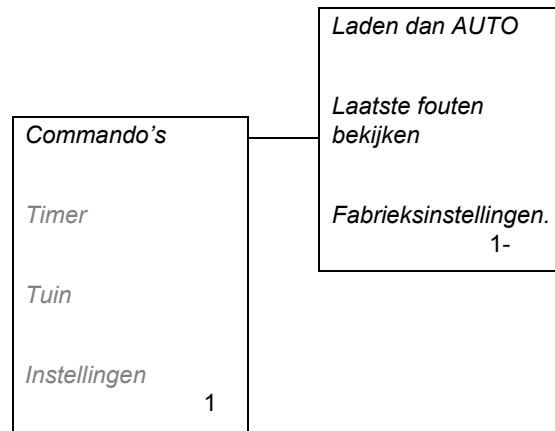 Commando's
Timer
Tuin
Instellingen
1
Laden dan AUTO
Laatste fouten
bekijken
Fabrieksinstellingen.
1-